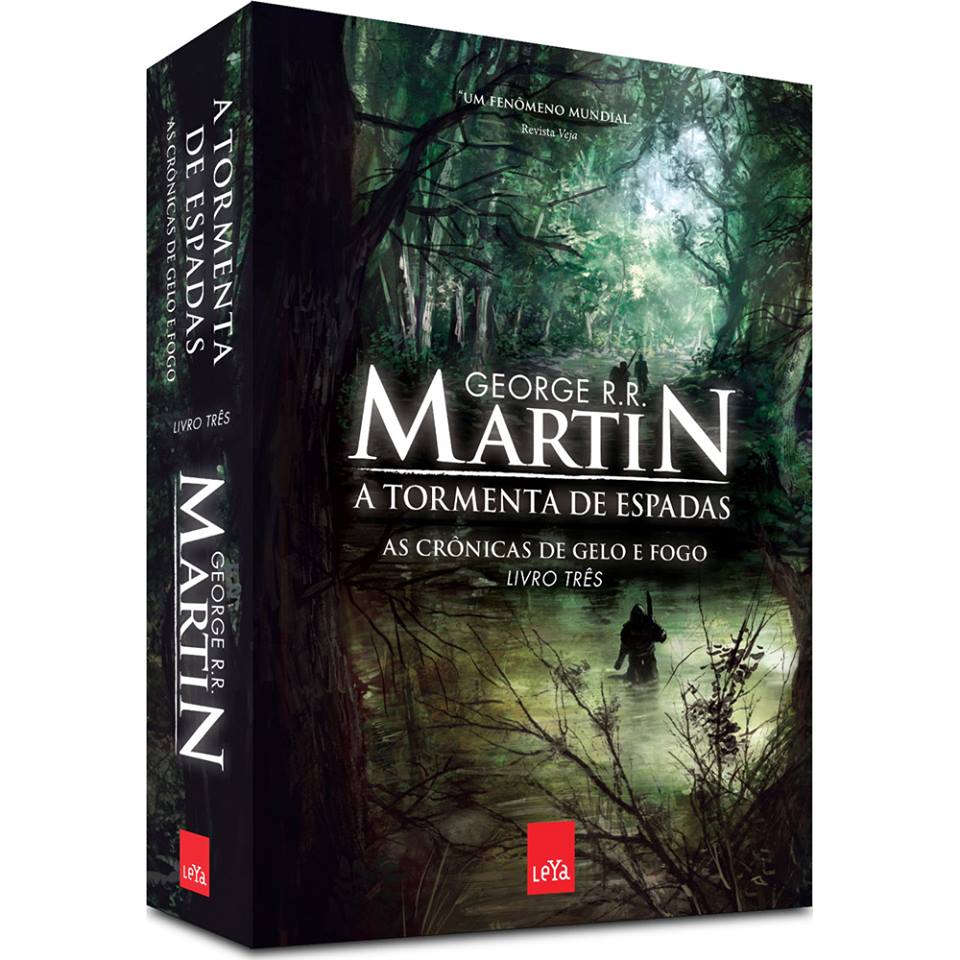 A TORMENTA
DE ESPADAS
AS CRÔNICAS DE GELO E FOGO
LIVRO TRÊS
GEORGE R.R.
MARTIN
LeYa
"UM FENÔMENO MUNDIAL"
Revista Veja
GEORGE R.R.
MARTIN
A TORMENTA DE ESPADAS
AS CRÔNICAS DE GELO E FOGO
LIVRO TRÊS
LeYa